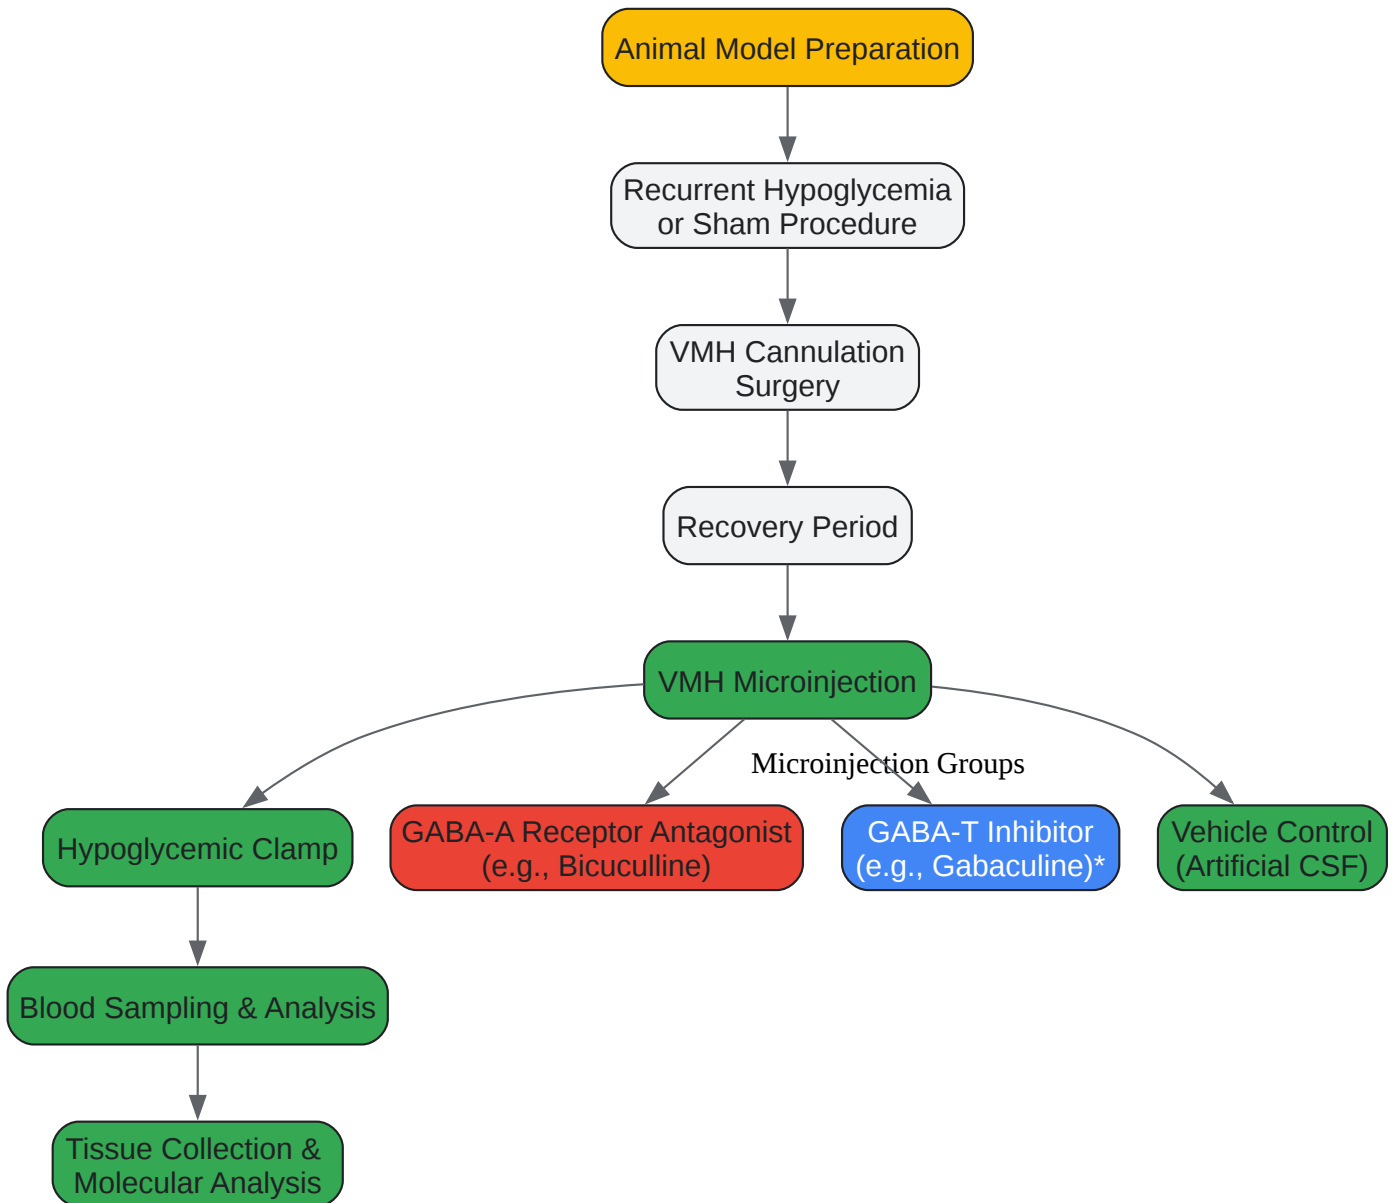 Animal Model Preparation
Recurrent Hypoglycemia
or Sham Procedure
VMH Cannulation
Surgery
Recovery Period
VMH Microinjection
Microinjection Groups
Hypoglycemic Clamp
GABA-A Receptor Antagonist
(e.g., Bicuculline)
GABA-T Inhibitor
(e.g., Gabaculine)*
Vehicle Control
(Artificial CSF)
Blood Sampling & Analysis
Tissue Collection &
Molecular Analysis